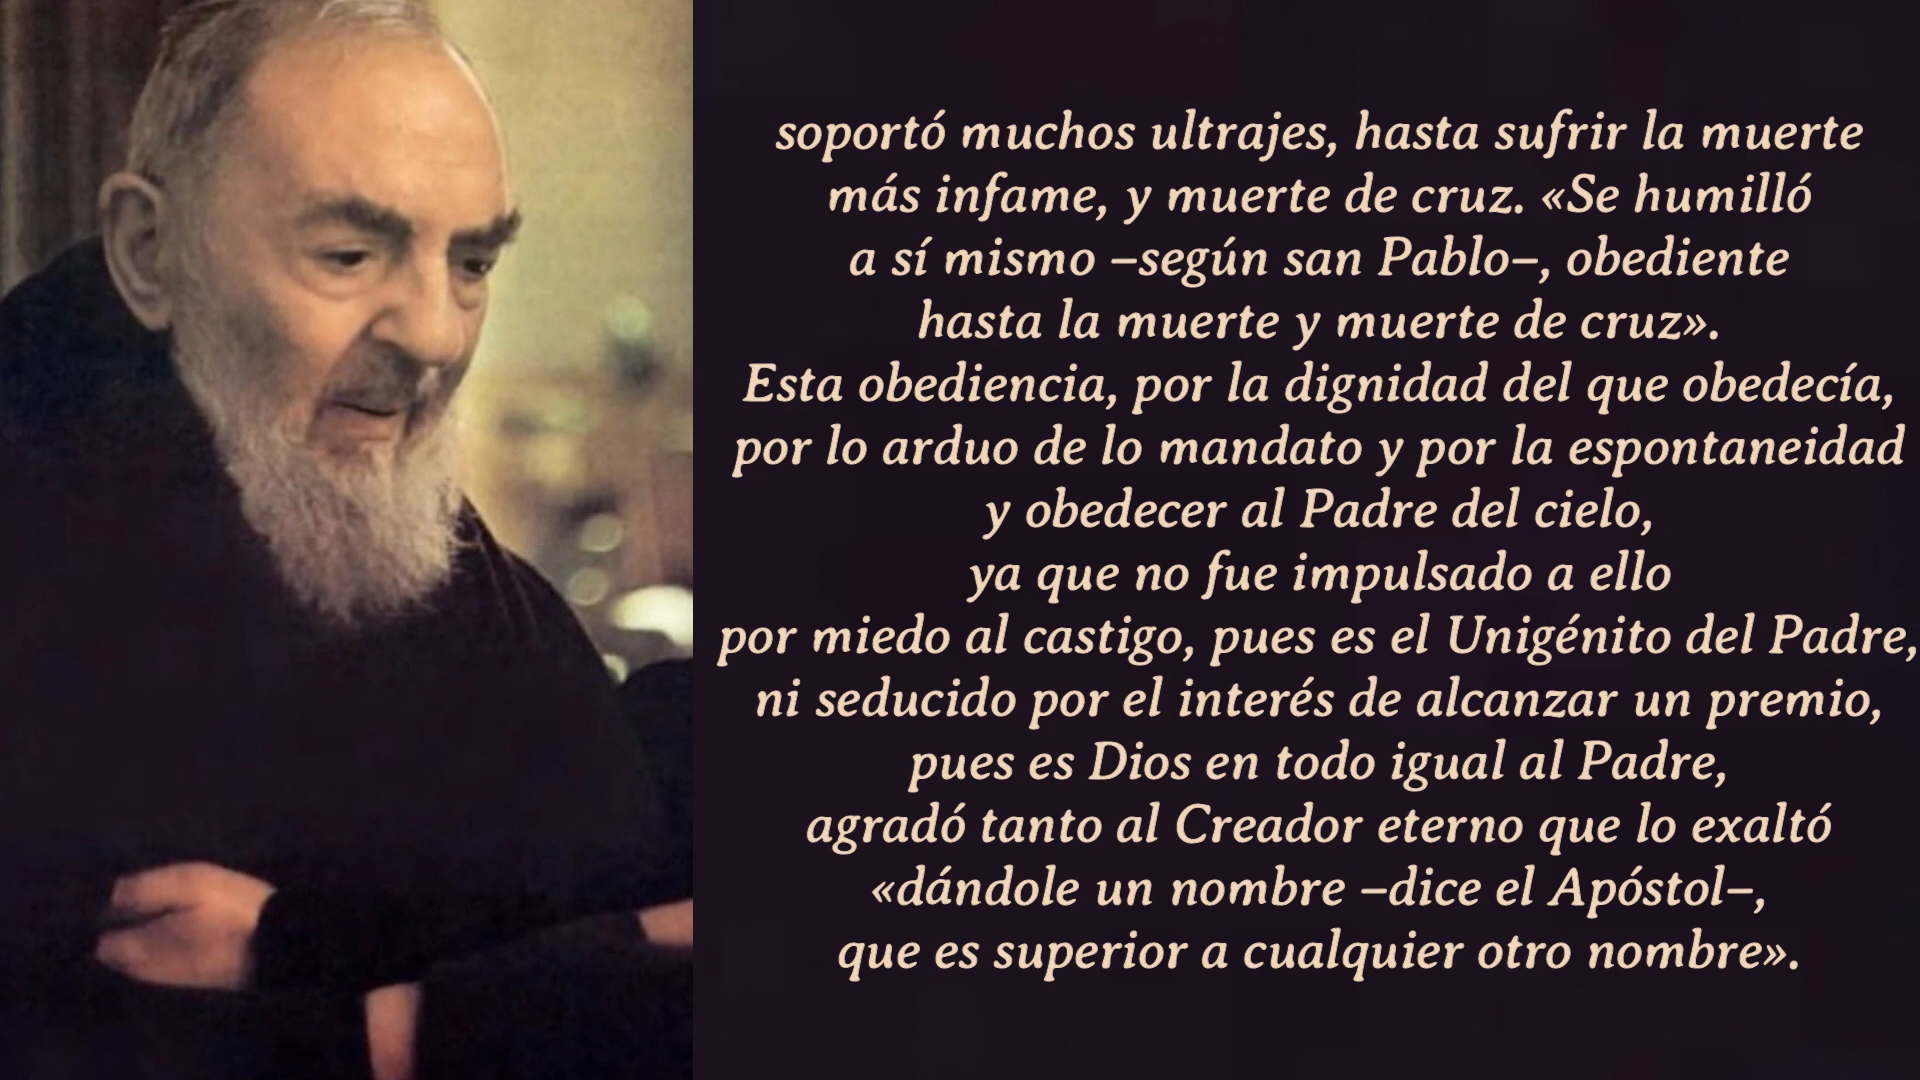 soportó muchos ultrajes, hasta sufrir la muerte
más infame, y muerte de cruz. «Se humilló
a sí mismo –según san Pablo–, obediente
hasta la muerte y muerte de cruz».
Esta obediencia, por la dignidad del que obedecía,
por lo arduo de lo mandato y por la espontaneidad
y obedecer al Padre del cielo,
ya que no fue impulsado a ello
por miedo al castigo, pues es el Unigénito del Padre,
ni seducido por el interés de alcanzar un premio,
pues es Dios en todo igual al Padre,
agradó tanto al Creador eterno que lo exaltó
«dándole un nombre –dice el Apóstol–,
que es superior a cualquier otro nombre».